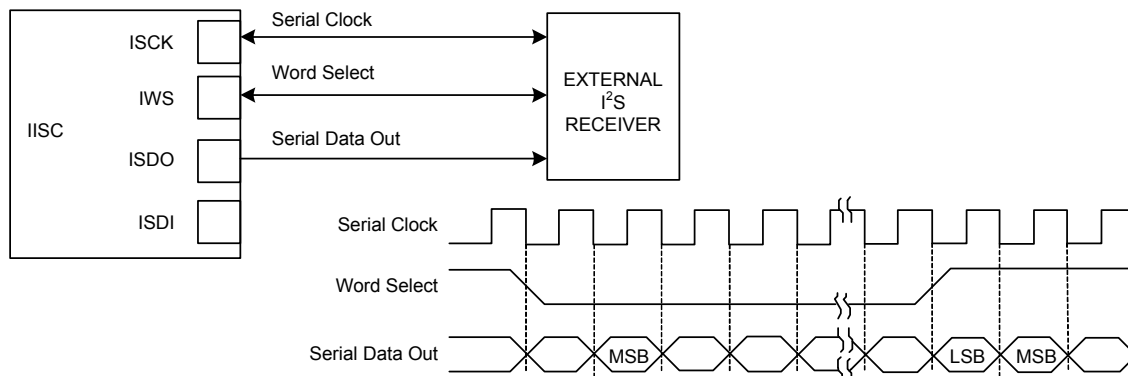 ISCK
IWS
IISC
ISDO
ISDI
Serial Clock
Word Select
Serial Data Out
EXTERNAL
I²S
RECEIVER
Serial Clock
Word Select
Serial Data Out
MSB
LSB
MSB